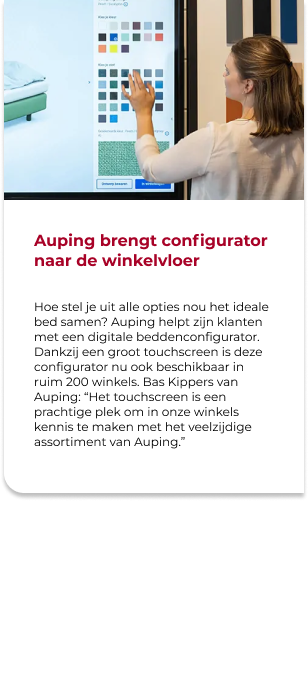 Auping brengt configurator
naar de winkelvloer
Hoe stel je uit alle opties nou het ideale
bed samen? Auping helpt zijn klanten
met een digitale beddenconfigurator.
Dankzij een groot touchscreen is deze
configurator nu ook beschikbaar in
ruim 200 winkels. Bas Kippers van
Auping: “Het touchscreen is een
prachtige plek om in onze winkels
kennis te maken met het veelzijdige
assortiment van Auping.”